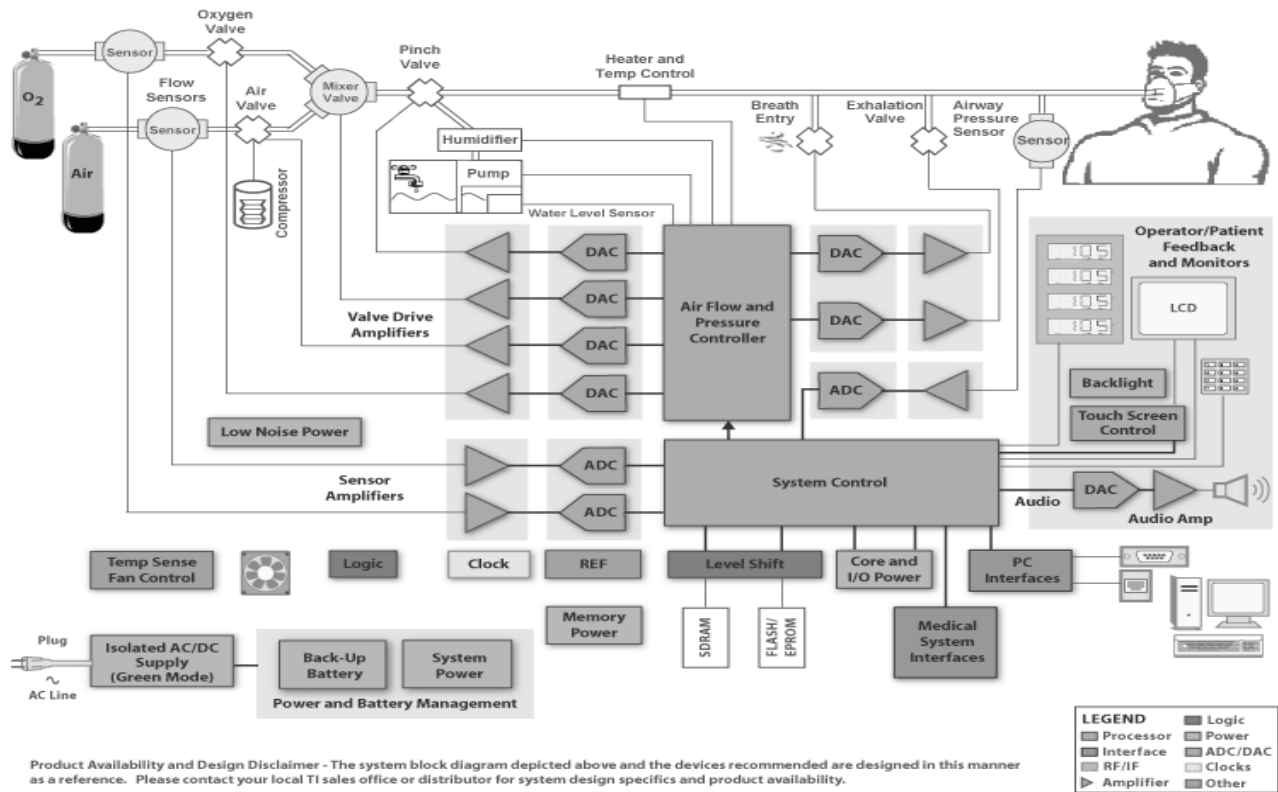 Oxygen
Valve
Sensor
O2
Flow
Sensors
Air
Valve
Sensor
Air
Mixer
Valve
Pinch
Valve
Compressor
Humidifier
Pump
Water Level Sensor
Heater and
Temp Control
Breath
Entry
Exhalation
Valve
Airway
Pressure
Sensor
Sensor
Valve Drive
Amplifiers
DAC
DAC
DAC
DAC
Air Flow and
Pressure
Controller
DAC
DAC
ADC
Operator/Patient
Feedback
and Monitors
105
105
105
105
LCD
Backlight
Touch Screen
Control
Low Noise Power
Sensor
Amplifiers
ADC
ADC
System Control
Audio
DAC
Audio Amp
Temp Sense
Fan Control
Logic
Clock
REF
Level Shift
Core and
I/O Power
PC
Interfaces
Memory
Power
SDRAM
FLASH/
EPROM
Medical
System
Interfaces
Plug
~
AC Line
Isolated AC/DC
Supply
(Green Mode)
Back-Up
Battery
System
Power
Power and Battery Management
LEGEND
Processor
Interface
RF/IF
Amplifier
Logic
Power
ADC/DAC
Clocks
Other
Product Availability and Design Disclaimer - The system block diagram depicted above and the devices recommended are designed in this manner
as a reference. Please contact your local TI sales office or distributor for system design specifics and product availability.